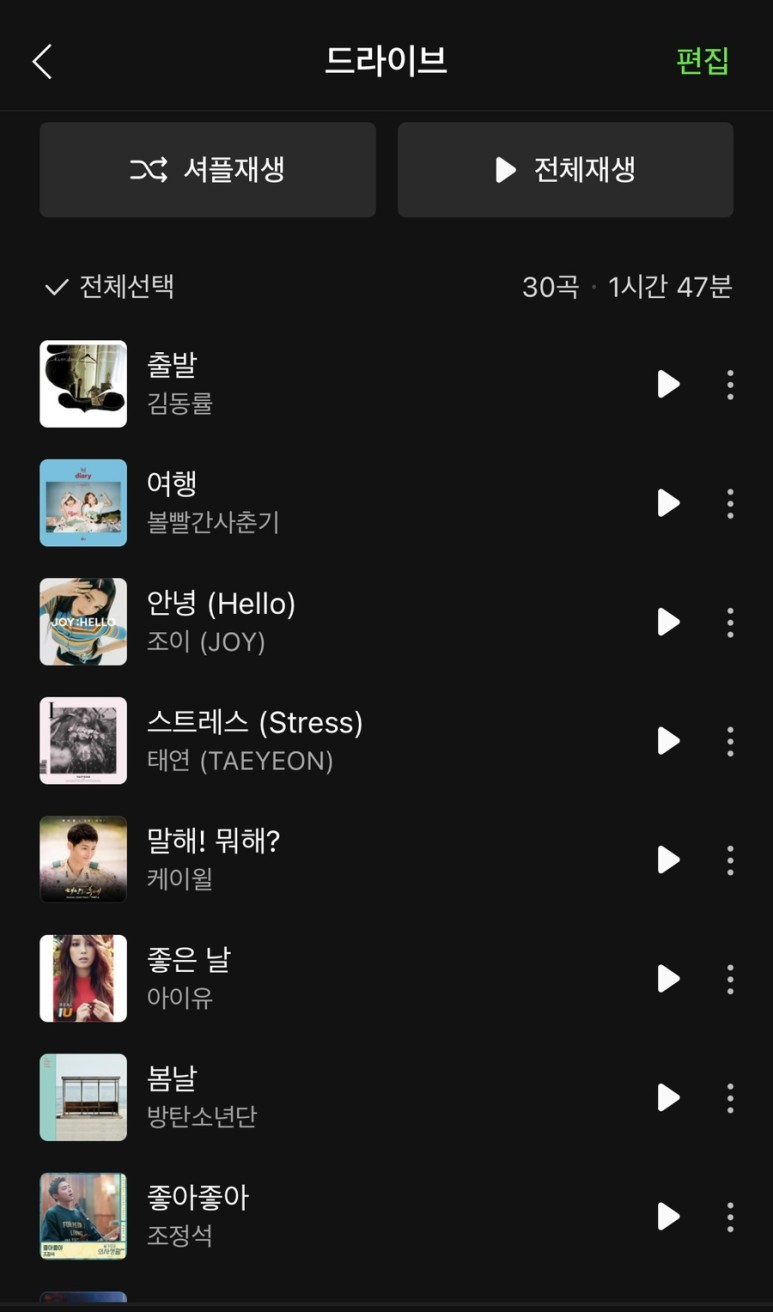 드라이브
편집
셔플재생
전체재생
전체선택
30곡 · 1시간 47분
출발
김동률
diary
여행
볼빨간사춘기
JOY:HELLO
안녕 (Hello)
조이 (JOY)
스트레스 (Stress)
태연 (TAEYEON)
말해! 뭐해?
케이윌
IU
좋은 날
아이유
봄날
방탄소년단
좋아좋아
좋아좋아
조정석